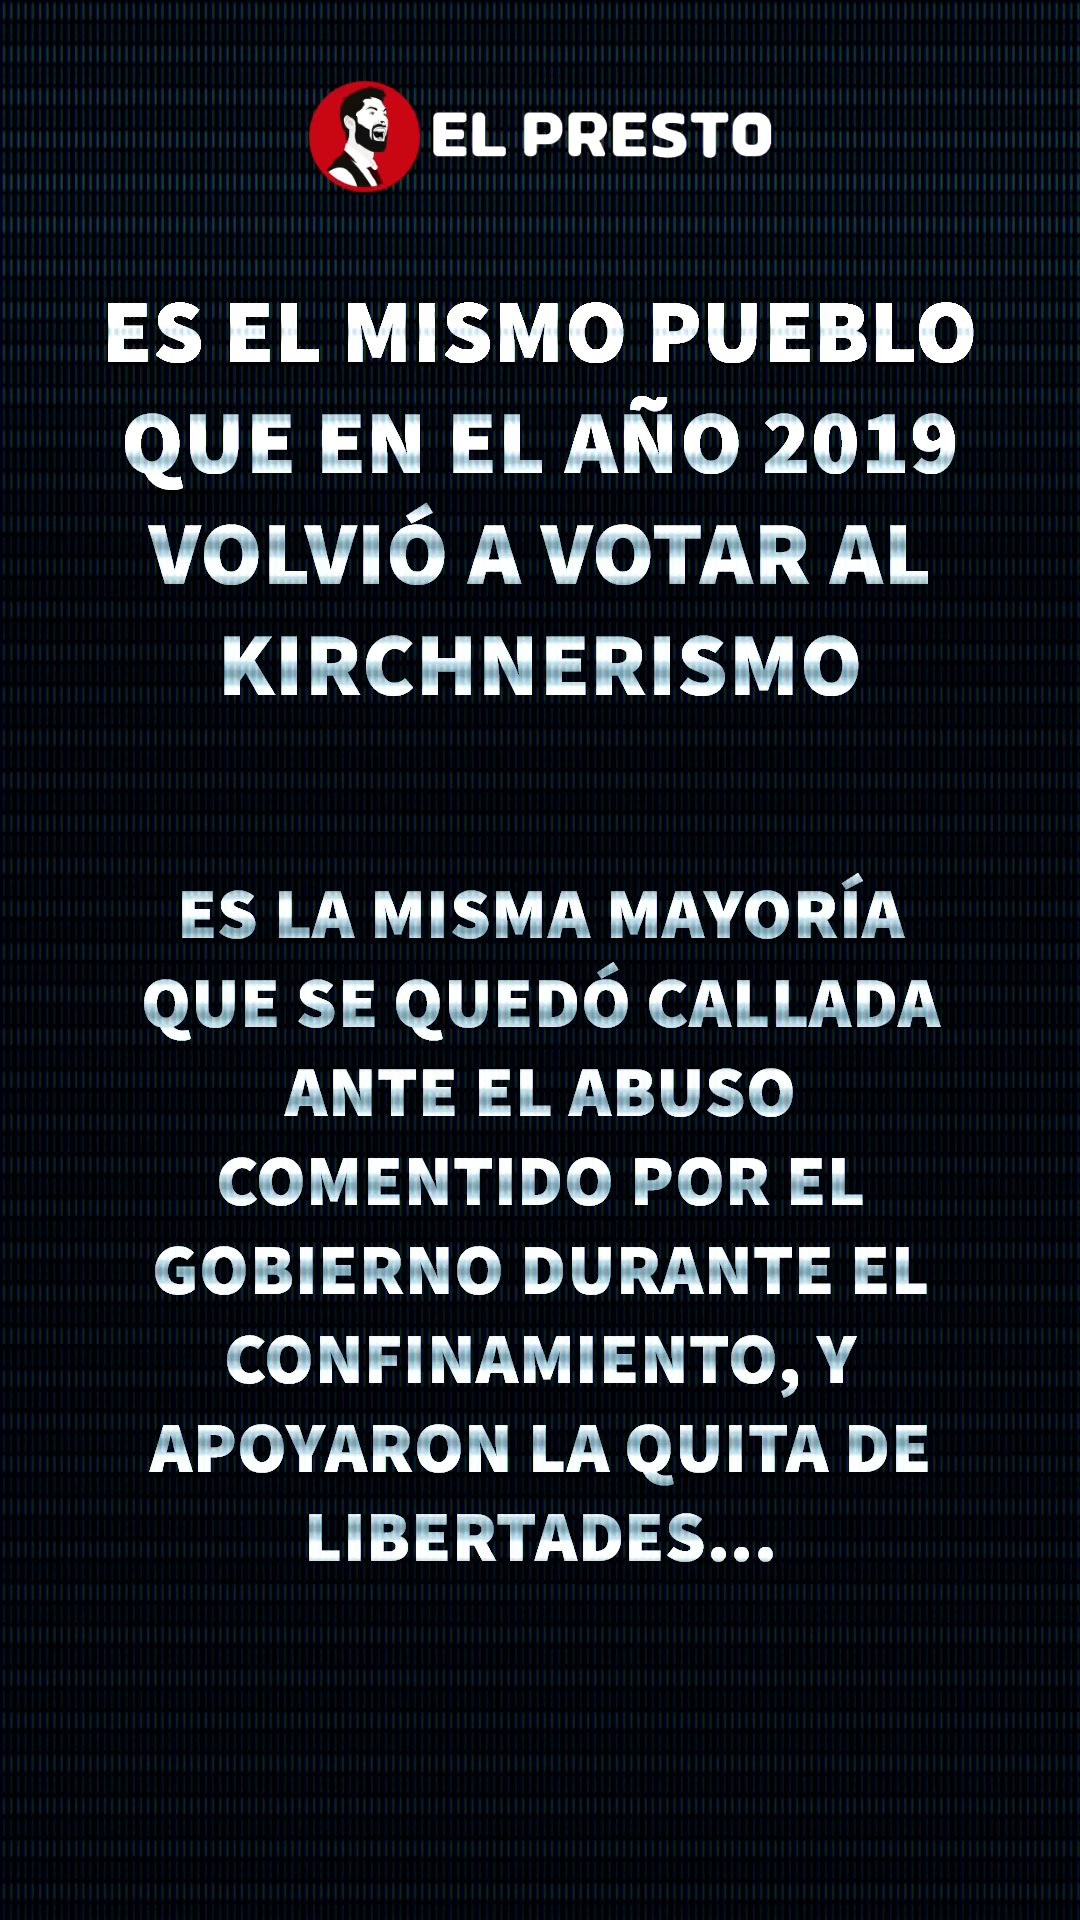 EL PRESTO
ES EL MISMO PUEBLO
QUE EN EL AÑO 2019
VOLVIÓ A VOTAR AL
KIRCHNERISMO
ES LA MISMA MAYORÍA
QUE SE QUEDÓ CALLADA
ANTE EL ABUSO
COMENTIDO POR EL
GOBIERNO DURANTE EL
CONFINAMIENTO, Y
APOYARON LA QUITA DE
LIBERTADES...